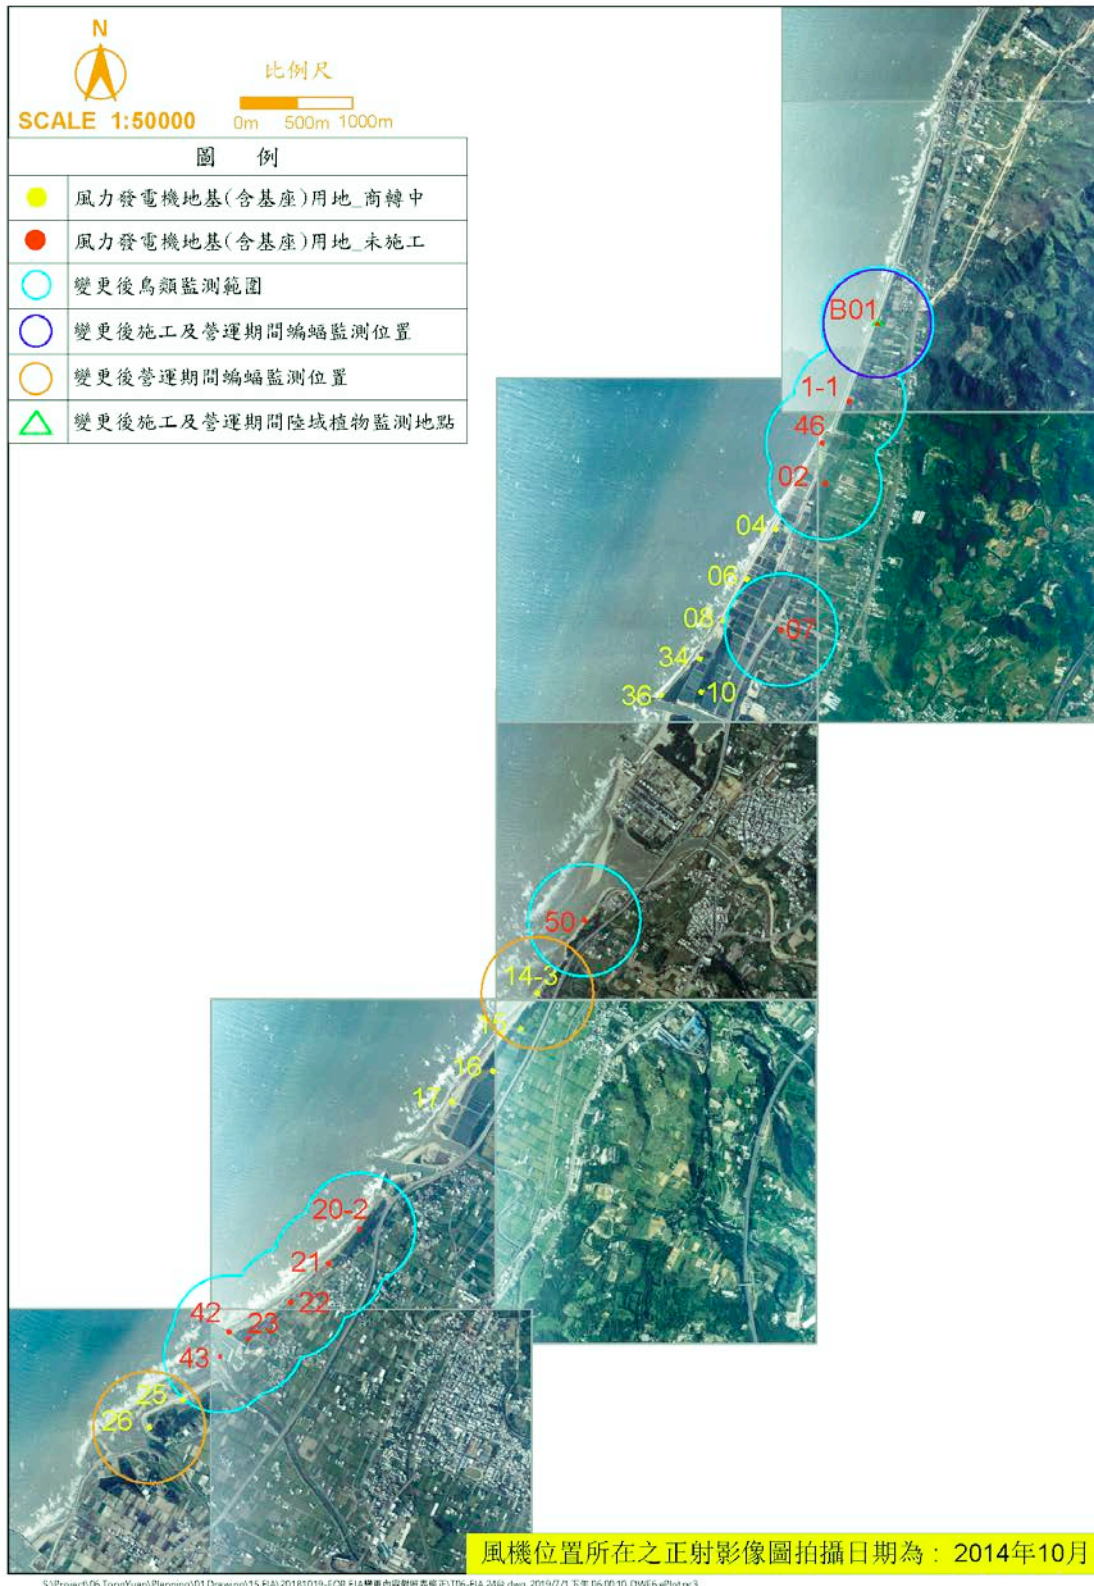 N
比例尺
SCALE 1:50000
0m 500m 1000m
圖 例
風力發電機地基(含基座)用地_商轉中
風力發電機地基(含基座)用地_未施工
變更後鳥類監測範圍
變更後施工及營運期間蝙蝠監測位置
變更後營運期間蝙蝠監測位置
變更後施工及營運期間陸域植物監測地點
B01
1-1
46
02
04
06
08
07
34
36
10
50
14-3
15
16
17
20-2
21
22
42
23
43
25
26
風機位置所在之正射影像圖拍攝日期為：2014年10月